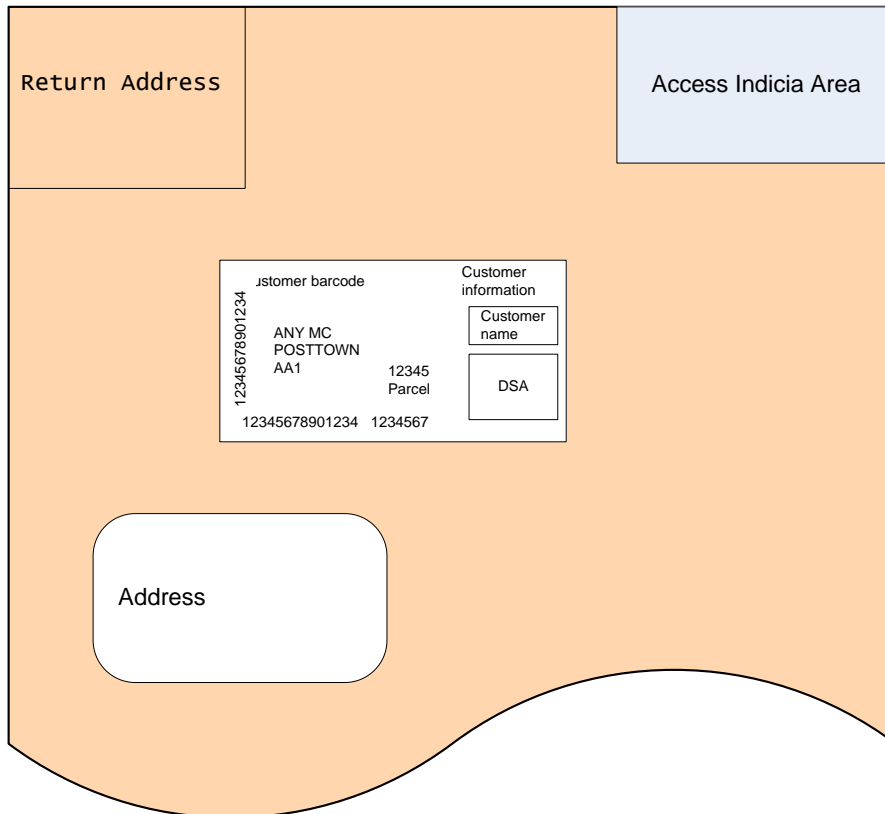 Return Address
Access Indicia Area
ustomer barcode
Customer
information
12345678901234
Customer
name
ANY MC
POSTTOWN
AA1
12345
Parcel
DSA
12345678901234
1234567
Address